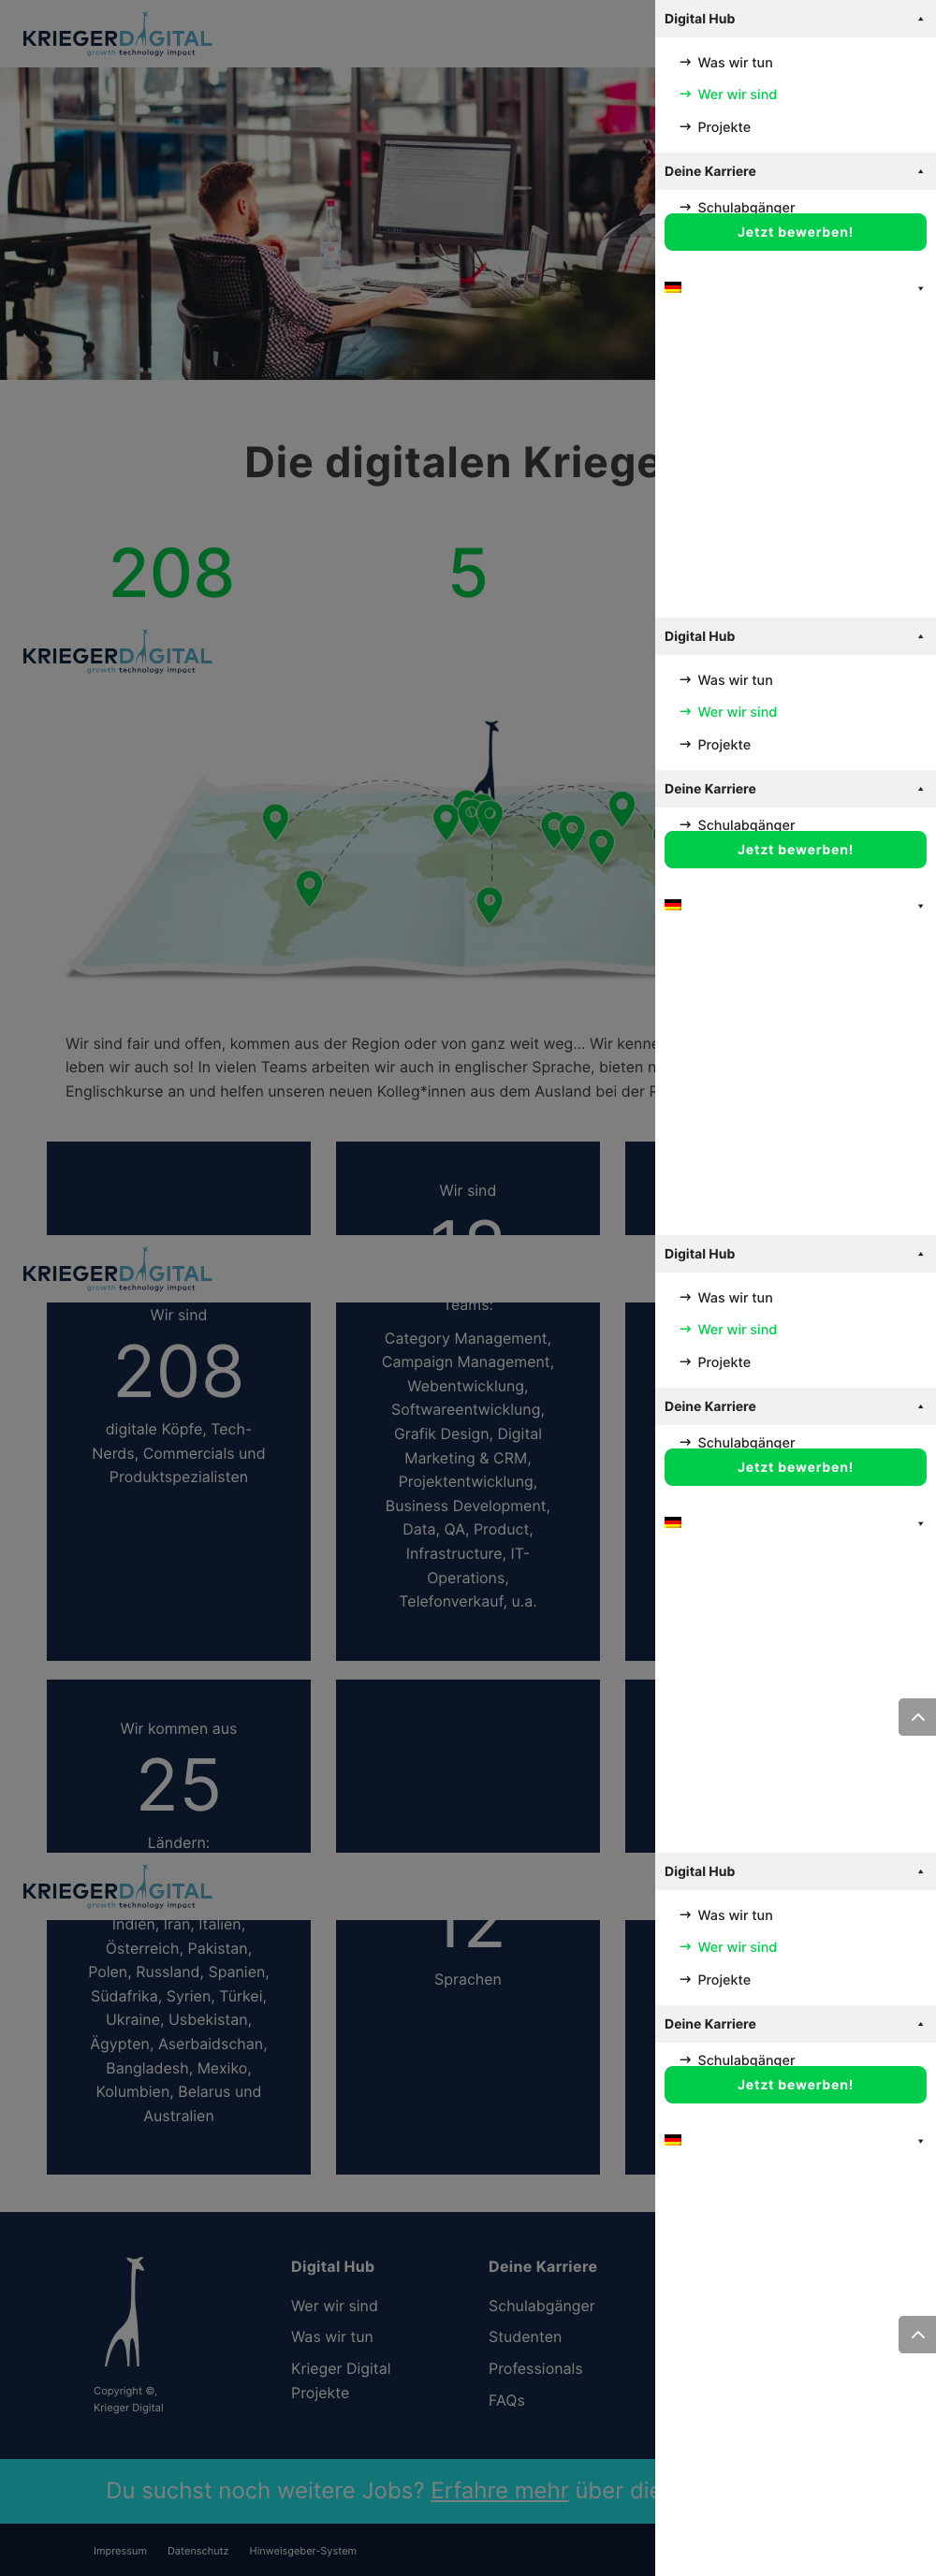 KRIEGERDIGITAL
growth technology impact
Digital Hub
Was wir tun
Wer wir sind
Projekte
Deine Karriere
Schulabgänger
Jetzt bewerben!
Die digitalen
208
5
KRIEGERDIGITAL
growth technology impact
Digital Hub
Was wir tun
Wer wir sind
Projekte
Deine Karriere
Schulabgänger
Jetzt bewerben!
Wir sind fair und offen, kommen aus der Region oder von ganz weit weg... Wir
leben wir auch so! In vielen Teams arbeiten wir auch in englischer Sprache, bieten
Englischkurse an und helfen unseren neuen Kolleg*innen aus dem Ausland bei der
Wir sind
KRIEGERDIGITAL
growth technology impact
Digital Hub
Was wir tun
Wer wir sind
Projekte
Deine Karriere
Schulabgänger
Jetzt bewerben!
Wir sind
208
digitale Köpfe, Tech-
Nerds, Commercials und
Produktspezialisten
Teams:
Category Management,
Campaign Management,
Webentwicklung,
Softwareentwicklung,
Grafik Design, Digital
Marketing & CRM,
Projektentwicklung,
Business Development,
Data, QA, Product,
Infrastructure, IT-
Operations,
Telefonverkauf, u.a.
Wir kommen aus
25
Ländern:
KRIEGERDIGITAL
growth technology impact
Digital Hub
Was wir tun
Wer wir sind
Projekte
Deine Karriere
Schulabgänger
Jetzt bewerben!
Indien, Iran, Italien,
Österreich, Pakistan,
Polen, Russland, Spanien,
Südafrika, Syrien, Türkei,
Ukraine, Usbekistan,
Ägypten, Aserbaidschan,
Bangladesh, Mexiko,
Kolumbien, Belarus und
Australien
12
Sprachen
Copyright ©,
Krieger Digital
Digital Hub
Wer wir sind
Was wir tun
Krieger Digital
Projekte
Deine Karriere
Schulabgänger
Studenten
Professionals
FAQs
Du suchst noch weitere Jobs? Erfahre mehr über die
Impressum Datenschutz Hinweisgeber-System